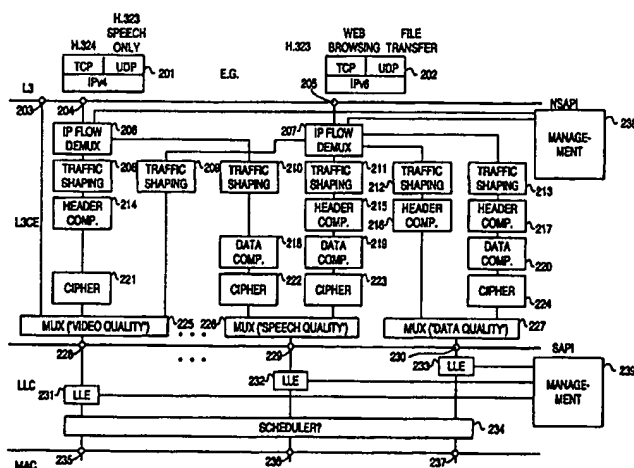 H.323
H.324 SPEECH ONLY
TCP UDP 201
IPv4
E.G.
H.323 WEB BROWSING FILE TRANSFER
TCP UDP 202
IPv6
L3
203 204 205 NSAPI
IP FLOW DEMUX 206
207 IP FLOW DEMUX
MANAGE-
MENT
238
TRAFFIC SHAPING 208
TRAFFIC SHAPING 209
TRAFFIC SHAPING 210
TRAFFIC SHAPING 211
212 TRAFFIC SHAPING
TRAFFIC SHAPING 213
L3CE
HEADER COMP. 214
HEADER COMP. 215
216 HEADER COMP.
HEADER COMP. 217
DATA COMP. 218
DATA COMP. 219
DATA COMP. 220
CIPHER 221
CIPHER 222
CIPHER 223
CIPHER 224
MUX ("VIDEO QUALITY") 225
226 MUX ("SPEECH QUALITY")
MUX ("DATA QUALITY") 227
228 229 230 SAPI
LLC
231 LLE
232 LLE
233 LLE
MANAGE-
MENT
239
SCHEDULER? 234
235 236 237
MAC